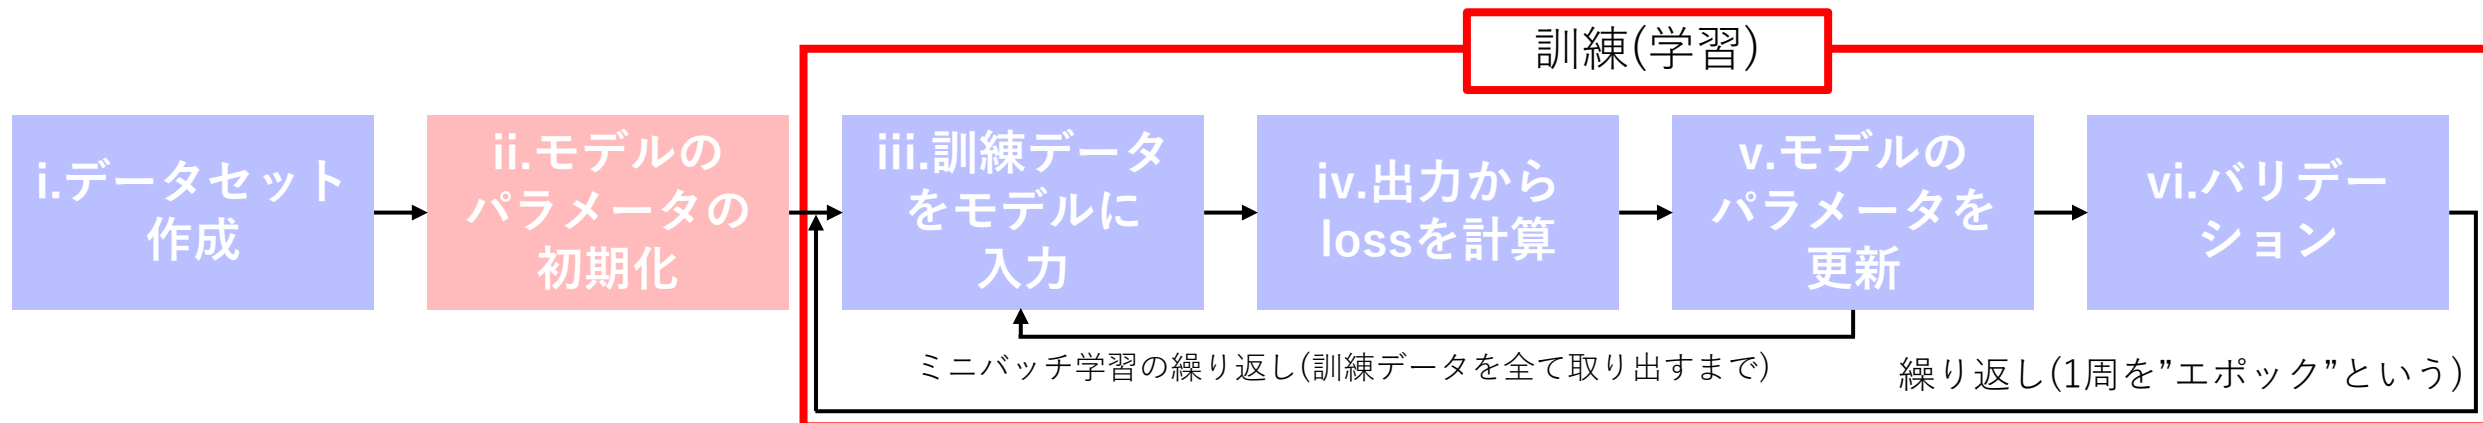 訓練(学習)
i.データセット
作成
ii.モデルの
パラメータの
初期化
iii.訓練データ
をモデルに
入力
iv.出力から
lossを計算
v.モデルの
パラメータを
更新
vi.バリデー
ション
ミニバッチ学習の繰り返し(訓練データを全て取り出すまで)
繰り返し(1周を”エポック”という)